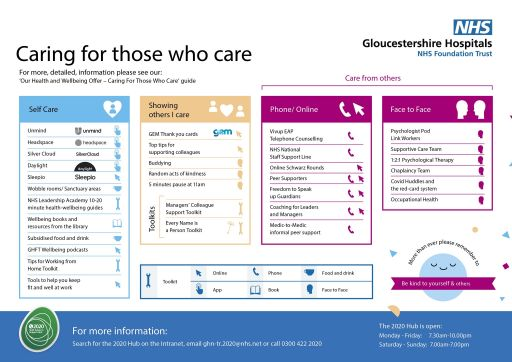 NHS
Gloucestershire Hospitals
NHS Foundation Trust
Caring for those who care
For more, detailed, information please see our:
'Our Health and Wellbeing Offer – Caring For Those Who Care' guide
Care from others
Self Care
Unmind
unmind
Headspace
headspace
Silver Cloud
SilverCloud
Daylight
daylight
Sleepio
Sleepio
Wobble rooms/ Sanctuary areas
NHS Leadership Academy 10-20
minute health-wellbeing guides
Wellbeing books and
resources from the library
Subsidised food and drink
GHFT Wellbeing podcasts
Tips for Working from
Home Toolkit
Tools to help you keep
fit and well at work
Showing
others I care
GEM Thank you cards
gem
Top tips for
supporting colleagues
Buddying
Random acts of kindness
5 minutes pause at 11am
Toolkits
Managers' Colleague
Support Toolkit
Every Name is
a Person Toolkit
Phone/ Online
Vivup EAP
Telephone Counselling
NHS National
Staff Support Line
Online Schwarz Rounds
Peer Supporters
Freedom to Speak
up Guardians
Coaching for Leaders
and Managers
Medic-to-Medic
informal peer support
Face to Face
Psychologist Pod
Link Workers
Supportive Care Team
1:2:1 Psychological Therapy
Chaplaincy Team
Covid Huddles and
the red-card system
Occupational Health
Toolkit
Online
Phone
Food and drink
App
Book
Face to Face
More than ever please remember to
Be kind to yourself & others
2020
For more information:
Search for the 2020 Hub on the Intranet, email ghn-tr.2020@nhs.net or call 0300 422 2020
The 2020 Hub is open:
Monday - Friday: 7.30am-10.00pm
Saturday - Sunday: 7.00am-7.00pm